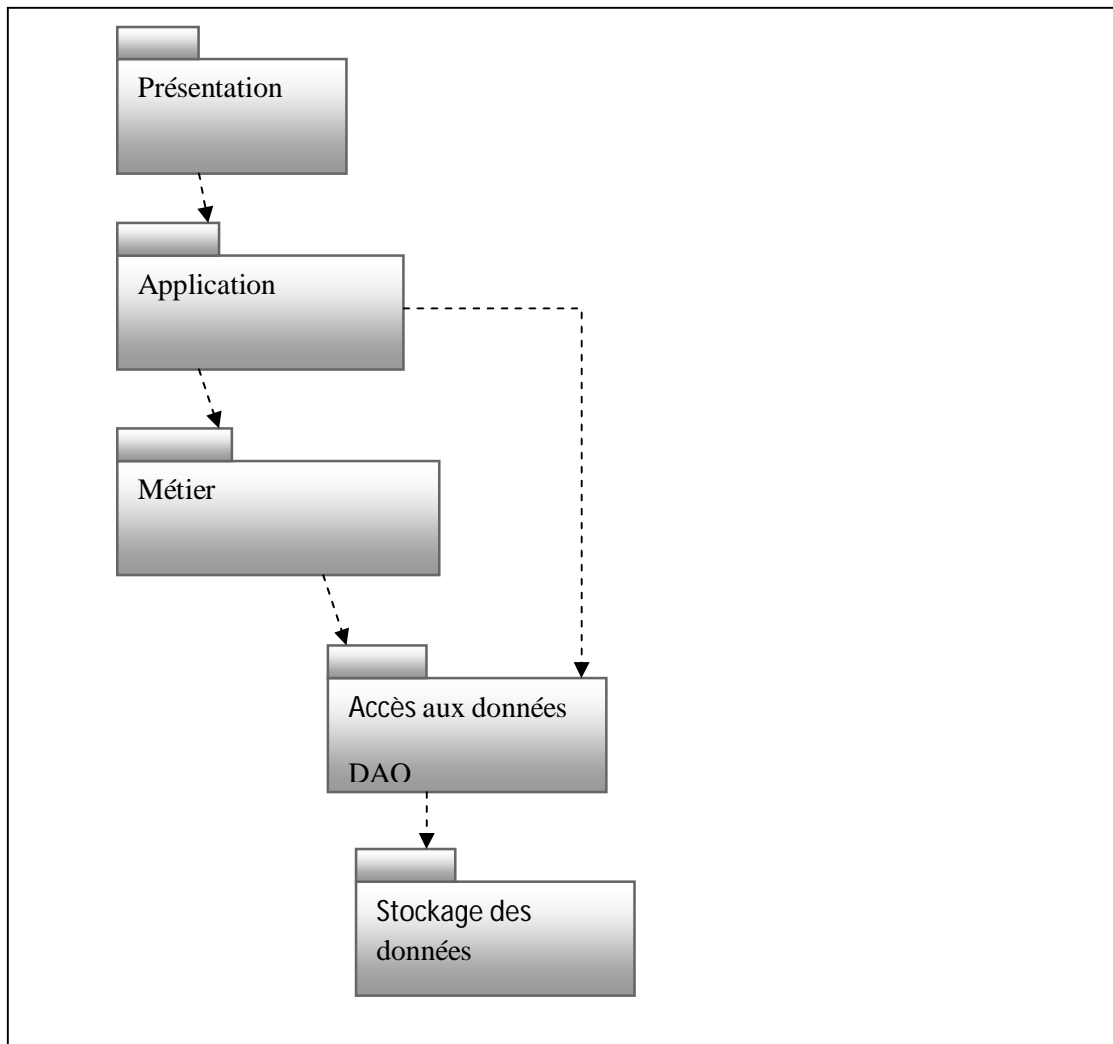 Présentation
Application
Métier
Accès aux données
DAO
Stockage des
données